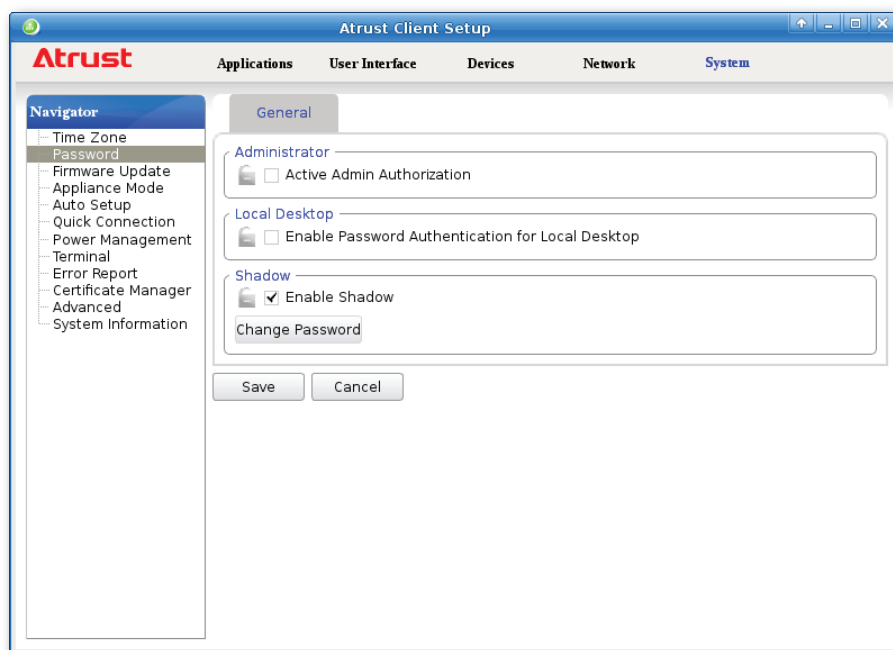 Atrust Client Setup
Atrust
Applications User Interface Devices Network System
Navigator
Time Zone
Password
Firmware Update
Appliance Mode
Auto Setup
Quick Connection
Power Management
Terminal
Error Report
Certificate Manager
Advanced
System Information
General
Administrator
Active Admin Authorization
Local Desktop
Enable Password Authentication for Local Desktop
Shadow
Enable Shadow
Change Password
Save Cancel